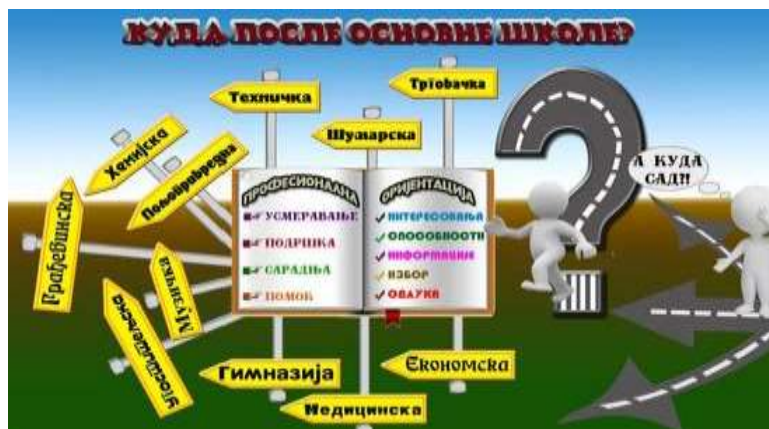 КУДА ПОСЛЕ ОСНОВНЕ ШКОЛЕ?
Техничка
Трговачка
Шумарска
Хемијска
Пољопривредна
Грађевинска
Музичка
Угоститељска
ПРОФЕСИОНАЛНА
УСМЕРАВАЊЕ
ПОДРШКА
САРАДЊА
ПОМОЋ
ОРИЈЕНТАЦИЈА
ИНТЕРЕСОВАЊА
СПОСОБНОСТИ
ИНФОРМАЦИЈЕ
ИЗБОР
ОДЛУКА
А КУДА
САД?!
Гимназија
Економска
Медицинска